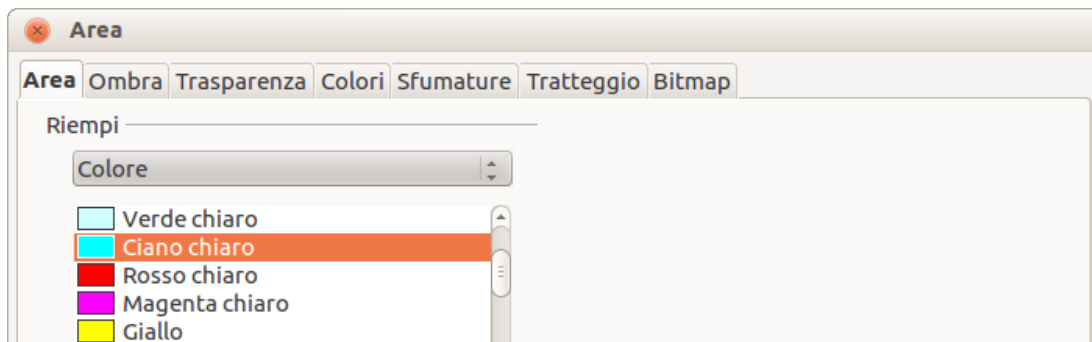 Area
Area Ombra Trasparenza Colori Sfumature Tratteggio Bitmap
Riempi
Colore
Verde chiaro
Ciano chiaro
Rosso chiaro
Magenta chiaro
Giallo